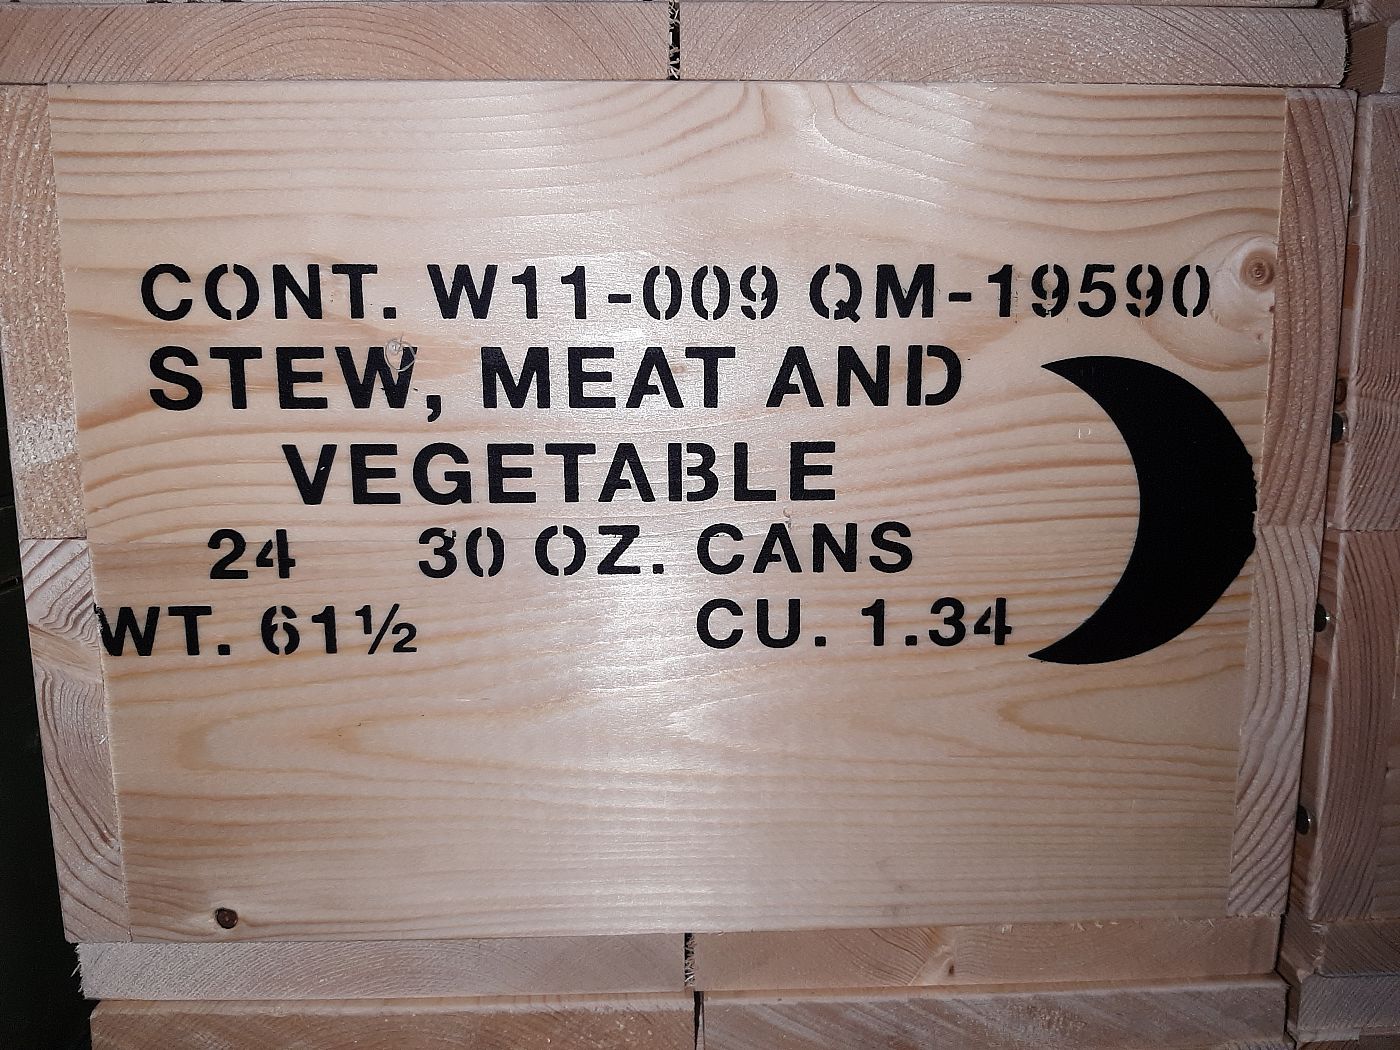 CONT. W11-009 QM-19590
STEW, MEAT AND
VEGETABLE
24 30 OZ. CANS
WT. 61½ CU. 1.34